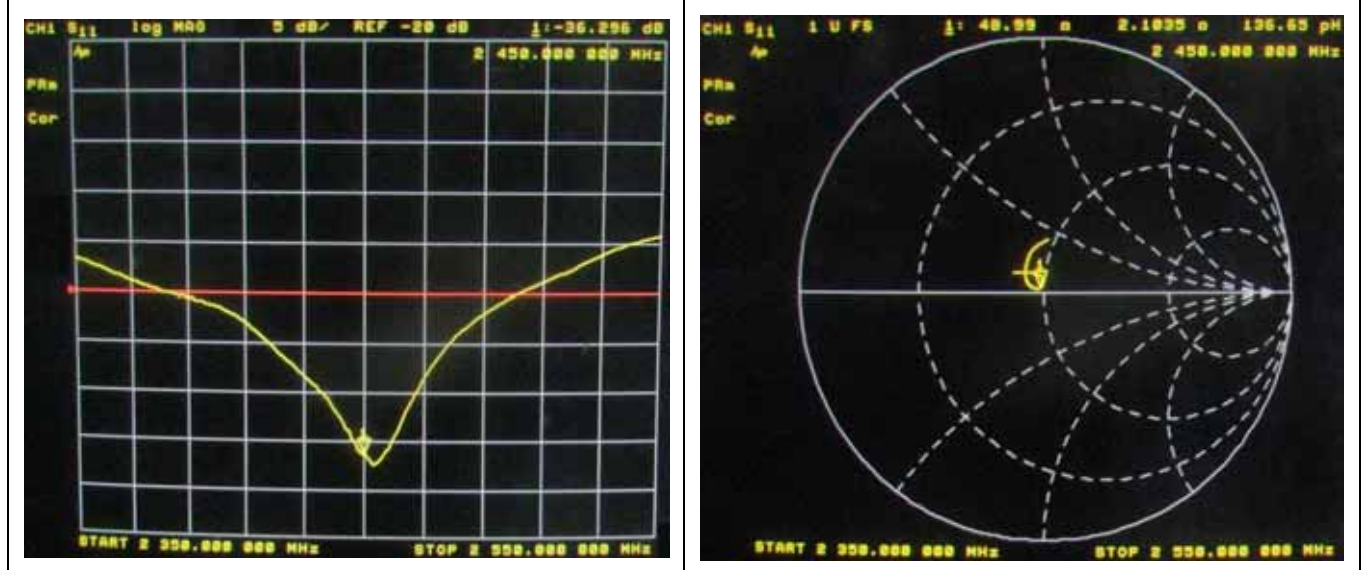 CH1 S11 log MAG 5 dB/ REF -20 dB 1:-36.296 dB
2 450.000 000 MHz
PRm
Cor
START 2 350.000 000 MHz STOP 2 550.000 000 MHz
CH1 S11 1 U FS 1: 48.99 Ω 2.1035 Ω 136.65 pH
2 450.000 000 MHz
PRm
Cor
START 2 350.000 000 MHz STOP 2 550.000 000 MHz